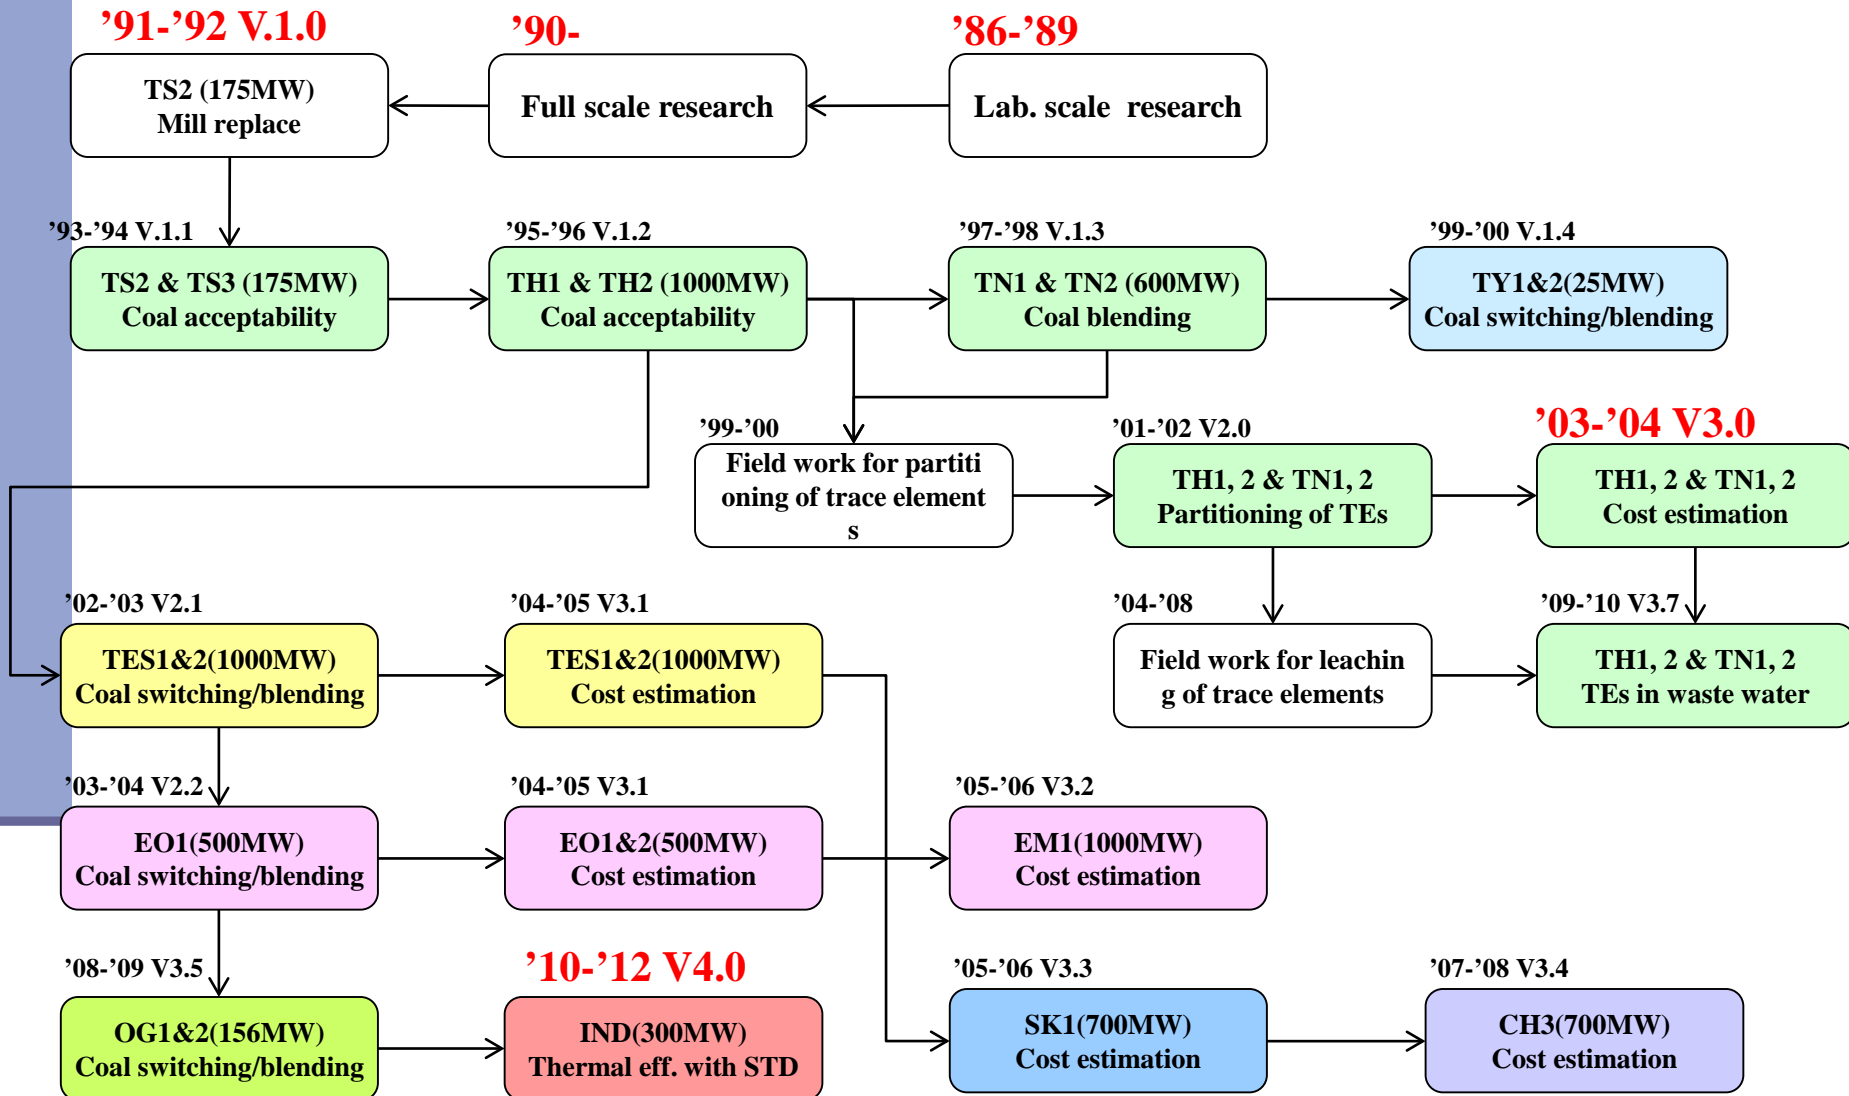 ’91-’92 V.1.0
’90-
’86-’89
TS2 (175MW)
Mill replace
Full scale research
Lab. scale research
’93-’94 V.1.1
’95-’96 V.1.2
’97-’98 V.1.3
’99-’00 V.1.4
TS2 & TS3 (175MW)
Coal acceptability
TH1 & TH2 (1000MW)
Coal acceptability
TN1 & TN2 (600MW)
Coal blending
TY1&2(25MW)
Coal switching/blending
’99-’00
’01-’02 V2.0
’03-’04 V3.0
Field work for partiti
oning of trace element
s
TH1, 2 & TN1, 2
Partitioning of TEs
TH1, 2 & TN1, 2
Cost estimation
’02-’03 V2.1
’04-’05 V3.1
’04-’08
’09-’10 V3.7
TES1&2(1000MW)
Coal switching/blending
TES1&2(1000MW)
Cost estimation
Field work for leachin
g of trace elements
TH1, 2 & TN1, 2
TEs in waste water
’03-’04 V2.2
’04-’05 V3.1
’05-’06 V3.2
EO1(500MW)
Coal switching/blending
EO1&2(500MW)
Cost estimation
EM1(1000MW)
Cost estimation
’08-’09 V3.5
’10-’12 V4.0
’05-’06 V3.3
’07-’08 V3.4
OG1&2(156MW)
Coal switching/blending
IND(300MW)
Thermal eff. with STD
SK1(700MW)
Cost estimation
CH3(700MW)
Cost estimation